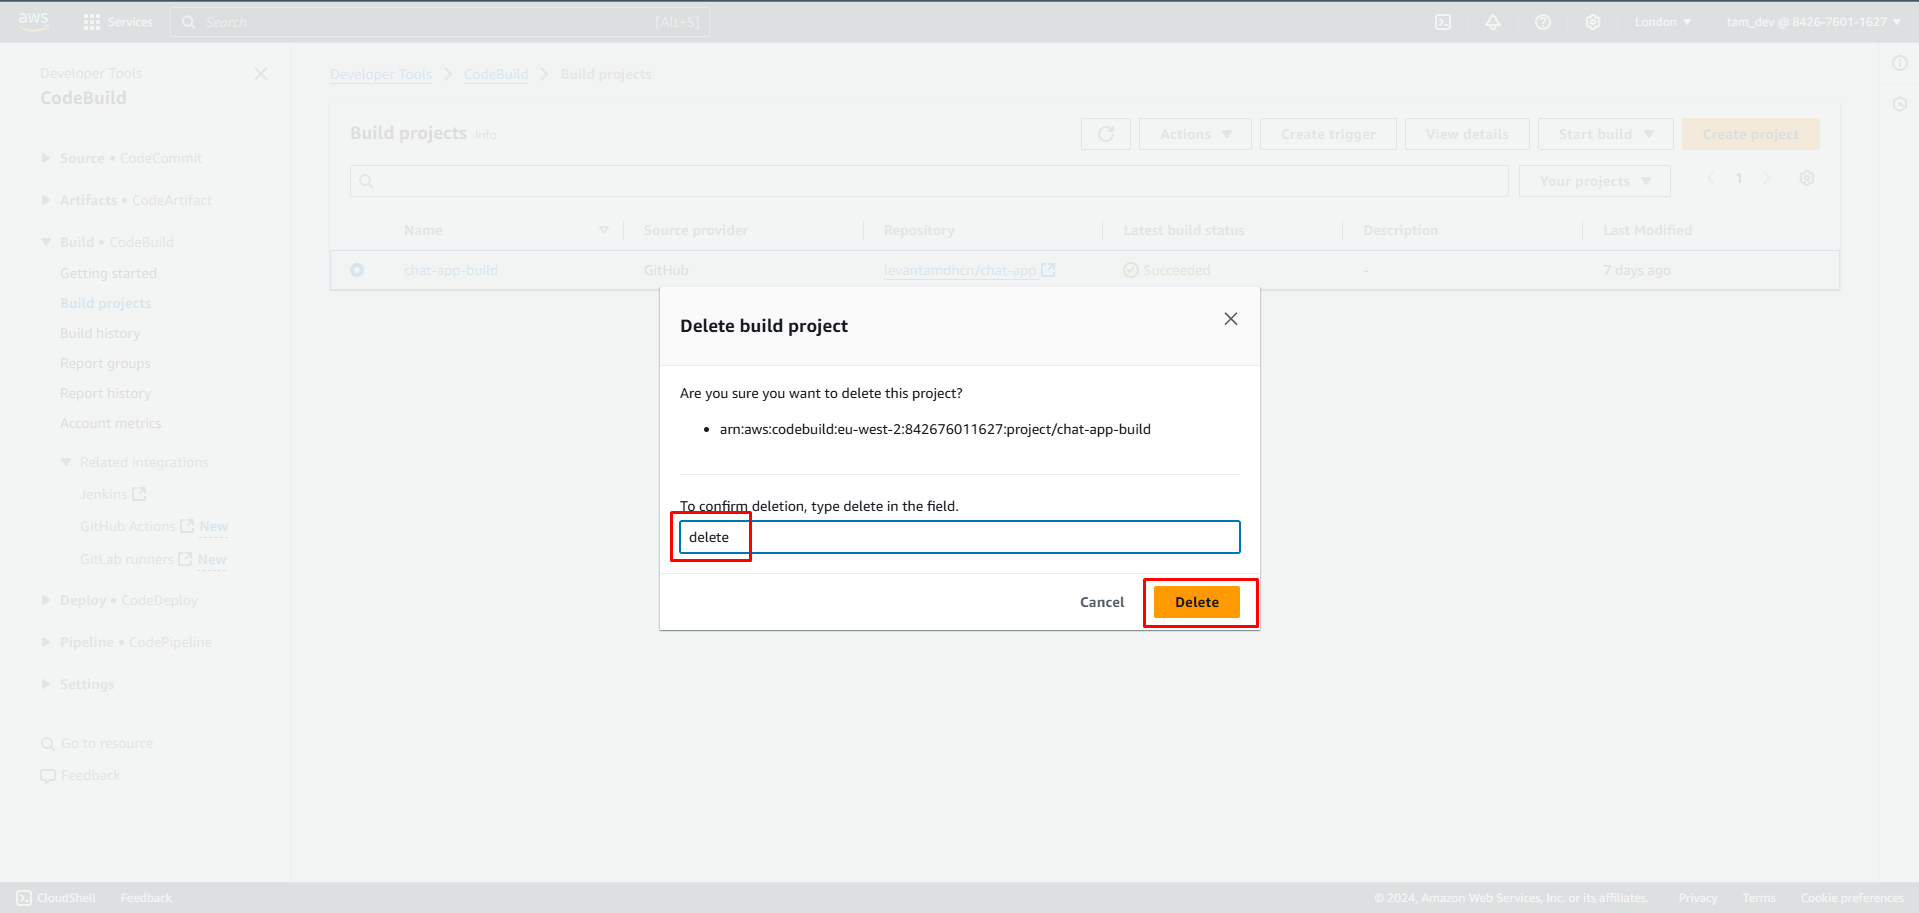 aws Services Search [Alt+S] London tam_dev @ 8426-7601-1627
Developer Tools
CodeBuild
Source • CodeCommit
Artifacts • CodeArtifact
Build • CodeBuild
Getting started
Build projects
Build history
Report groups
Report history
Account metrics
Related integrations
Jenkins
GitHub Actions New
GitLab runners New
Deploy • CodeDeploy
Pipeline • CodePipeline
Settings
Go to resource
Feedback
Developer Tools CodeBuild Build projects
Build projects Info Actions Create trigger View details Start build Create project
Your projects 1
Name Source provider Repository Latest build status Description Last Modified
chat-app-build GitHub levantamdhcn/chat-app Succeeded - 7 days ago
Delete build project
Are you sure you want to delete this project?
• arn:aws:codebuild:eu-west-2:842676011627:project/chat-app-build
To confirm deletion, type delete in the field.
delete
Cancel Delete
CloudShell Feedback © 2024, Amazon Web Services, Inc. or its affiliates. Privacy Terms Cookie preferences